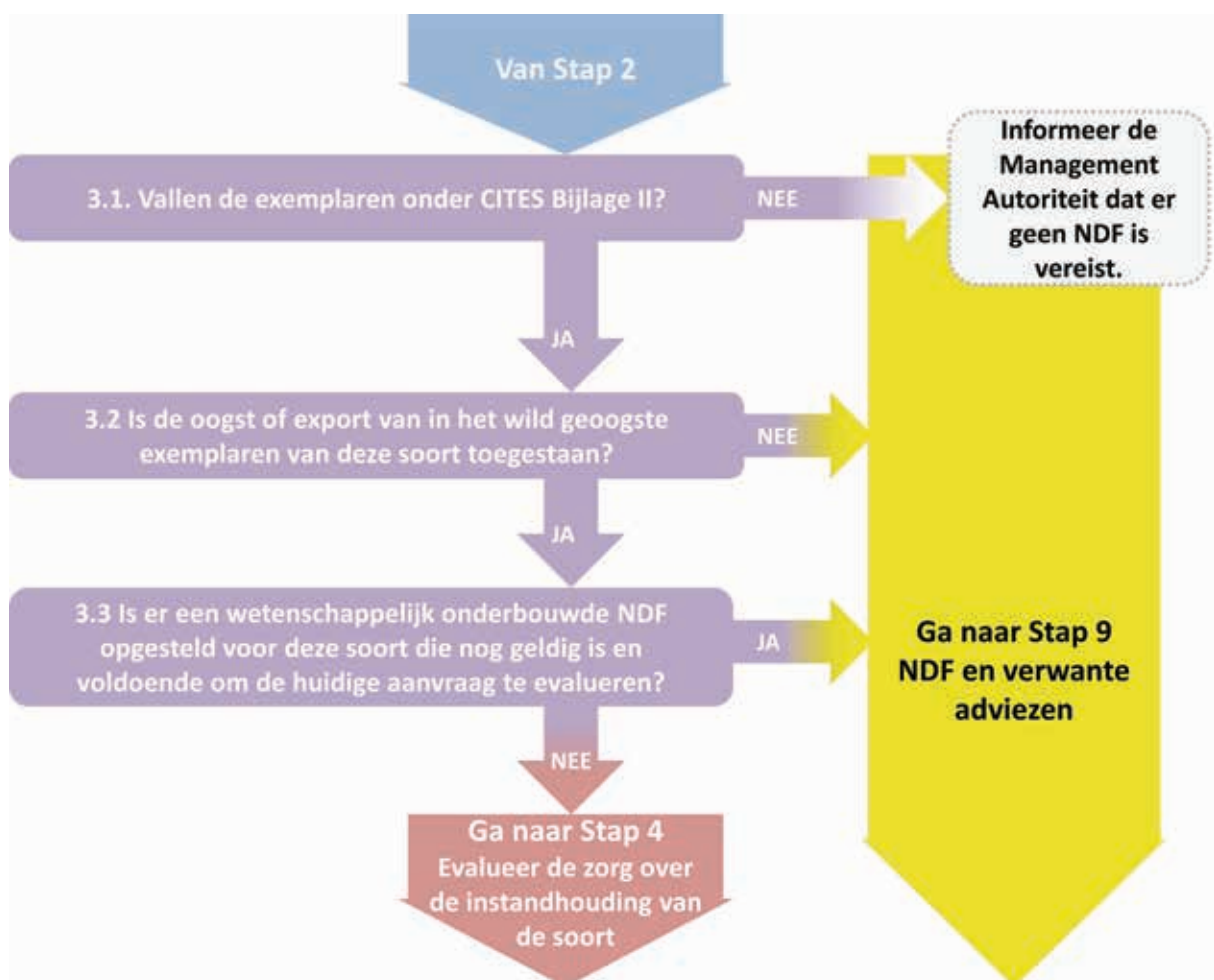 Van Stap 2
3.1. Vallen de exemplaren onder CITES Bijlage II?
NEE
Informeer de
Management
Autoriteit dat er
geen NDF is
vereist.
JA
3.2 Is de oogst of export van in het wild geoogste
exemplaren van deze soort toegestaan?
NEE
JA
3.3 Is er een wetenschappelijk onderbouwde NDF
opgesteld voor deze soort die nog geldig is en
voldoende om de huidige aanvraag te evalueren?
JA
Ga naar Stap 9
NDF en verwante
adviezen
NEE
Ga naar Stap 4
Evalueer de zorg over
de instandhouding van
de soort